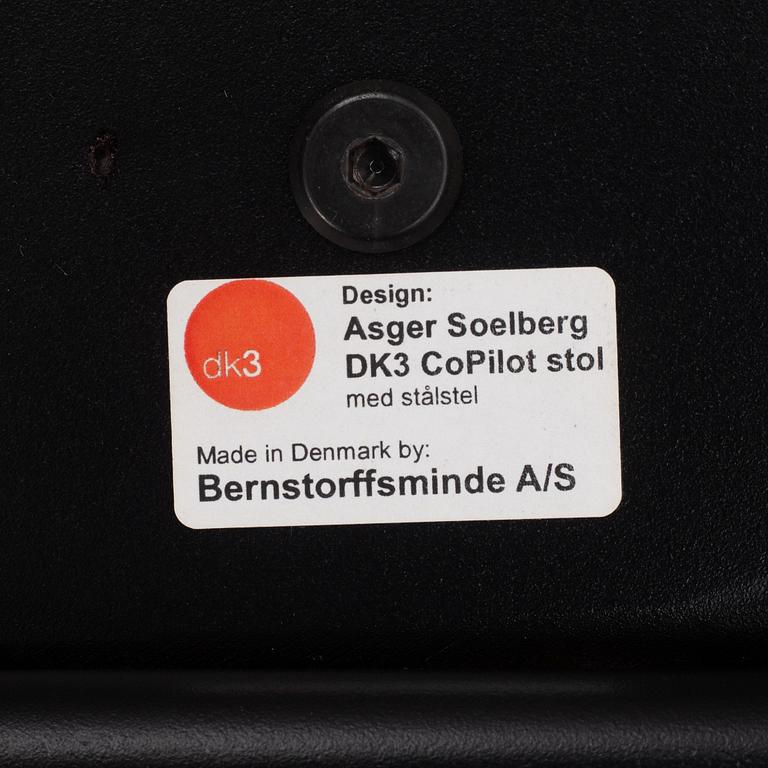 dk3
Design:
Asger Soelberg
DK3 CoPilot stol
med stålstel
Made in Denmark by:
Bernstorffsminde A/S